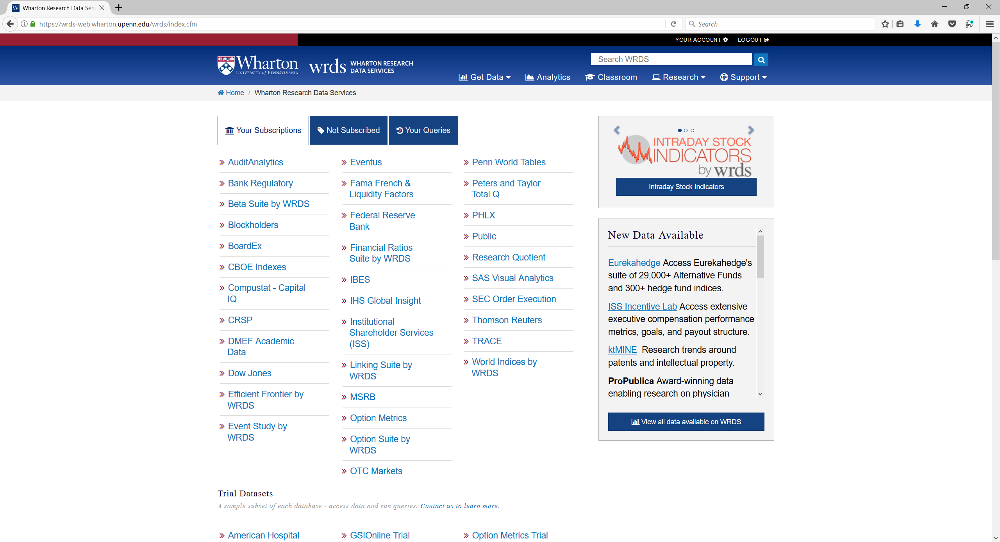 Wharton Research Data Ser
https://wrds-web.wharton.upenn.edu/wrds/index.cfm
Search
YOUR ACCOUNT
LOGOUT
Wharton
UNIVERSITY of PENNSYLVANIA
wrds
WHARTON RESEARCH
DATA SERVICES
Search WRDS
Get Data
Analytics
Classroom
Research
Support
Home / Wharton Research Data Services
Your Subscriptions
Not Subscribed
Your Queries
AuditAnalytics
Bank Regulatory
Beta Suite by WRDS
Blockholders
BoardEx
CBOE Indexes
Compustat - Capital
IQ
CRSP
DMEF Academic
Data
Dow Jones
Efficient Frontier by
WRDS
Event Study by
WRDS
Eventus
Fama French &
Liquidity Factors
Federal Reserve
Bank
Financial Ratios
Suite by WRDS
IBES
IHS Global Insight
Institutional
Shareholder Services
(ISS)
Linking Suite by
WRDS
MSRB
Option Metrics
Option Suite by
WRDS
OTC Markets
Penn World Tables
Peters and Taylor
Total Q
PHLX
Public
Research Quotient
SAS Visual Analytics
SEC Order Execution
Thomson Reuters
TRACE
World Indices by
WRDS
INTRADAY STOCK
INDICATORS
by wrds
Intraday Stock Indicators
New Data Available
Eurekahedge Access Eurekahedge's
suite of 29,000+ Alternative Funds
and 300+ hedge fund indices.
ISS Incentive Lab Access extensive
executive compensation performance
metrics, goals, and payout structure.
ktMINE Research trends around
patents and intellectual property.
ProPublica Award-winning data
enabling research on physician
View all data available on WRDS
Trial Datasets
A sample subset of each database - access data and run queries. Contact us to learn more.
American Hospital
GSIOnline Trial
Option Metrics Trial